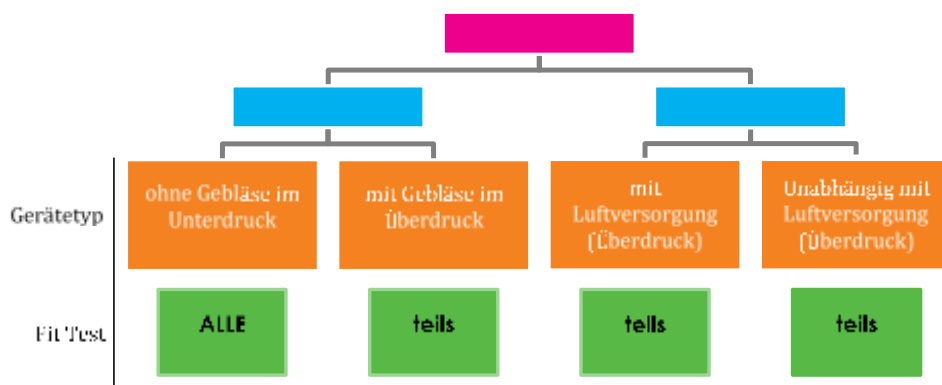 Gerätetyp
ohne Gebläse im
Unterdruck
mit Gebläse im
Überdruck
mit
Luftversorgung
(Überdruck)
Unabhängig mit
Luftversorgung
(Überdruck)
Fit Test
ALLE
teils
teils
teils